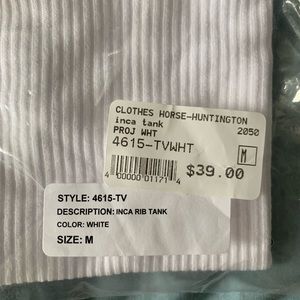 CLOTHES HORSE-HUNTINGTON
inca tank
PROJ WHT 2050
4615-TVWHT
M
4 00000 01171 4
$39.00
STYLE: 4615-TV
DESCRIPTION: INCA RIB TANK
COLOR: WHITE
SIZE: M